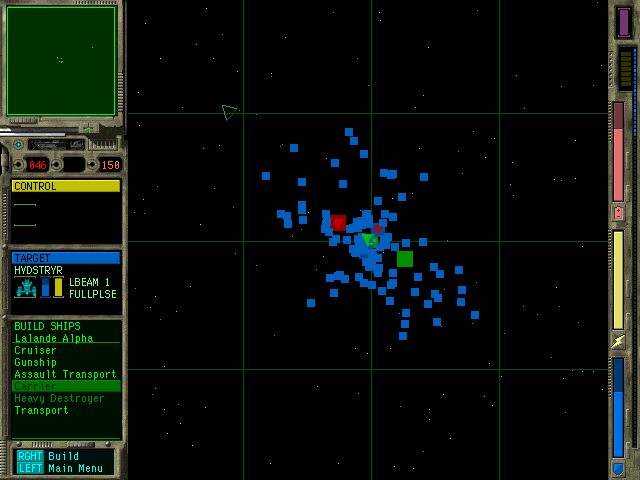 046 150
CONTROL
TARGET
HVDSTRYR
LBEAM 1
FULLPLSE
BUILD SHIPS
Lalande Alpha
Cruiser
Gunship
Assault Transport
Carrier
Heavy Destroyer
Transport
RGHT Build
LEFT Main Menu